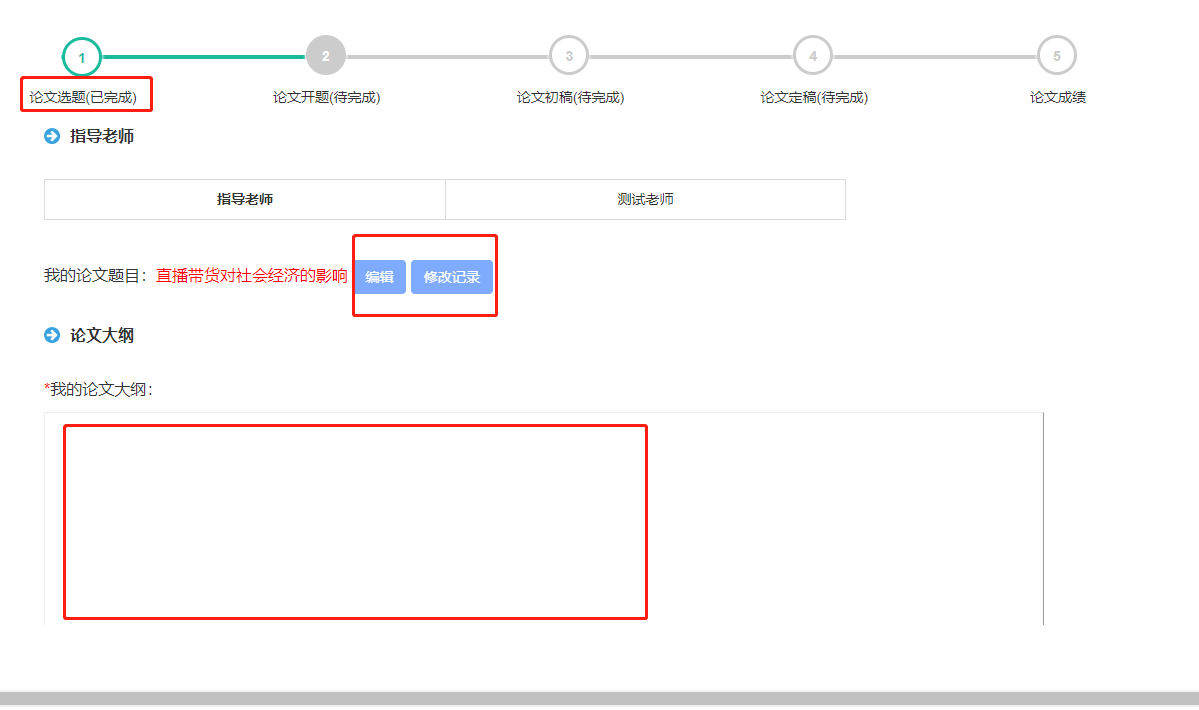 1 2 3 4 5
论文选题(已完成) 论文开题(待完成) 论文初稿(待完成) 论文定稿(待完成) 论文成绩
指导老师
指导老师 测试老师
我的论文题目：直播带货对社会经济的影响 编辑 修改记录
论文大纲
*我的论文大纲：